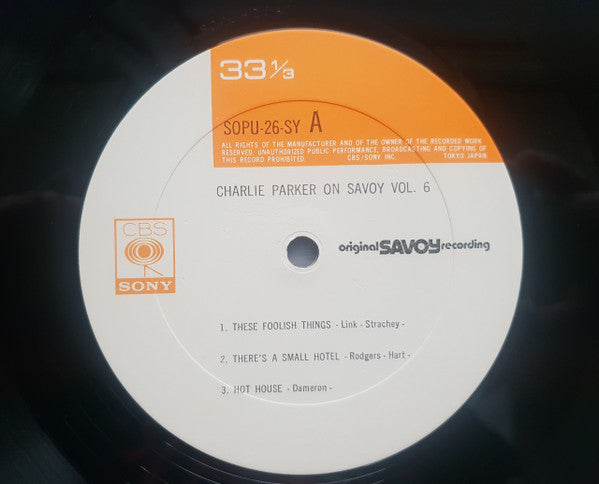 33 1/3
SOPU-26-SY A
ALL RIGHTS OF THE MANUFACTURER AND OF THE OWNER OF THE RECORDED WORK
RESERVED. UNAUTHORIZED PUBLIC PERFORMANCE, BROADCASTING AND COPYING OF
THIS RECORD PROHIBITED. CBS/SONY INC. TOKYO JAPAN
CHARLIE PARKER ON SAVOY VOL. 6
CBS
SONY
original SAVOY recording
1. THESE FOOLISH THINGS - Link - Strachey -
2. THERE'S A SMALL HOTEL - Rodgers - Hart -
3. HOT HOUSE - Dameron -